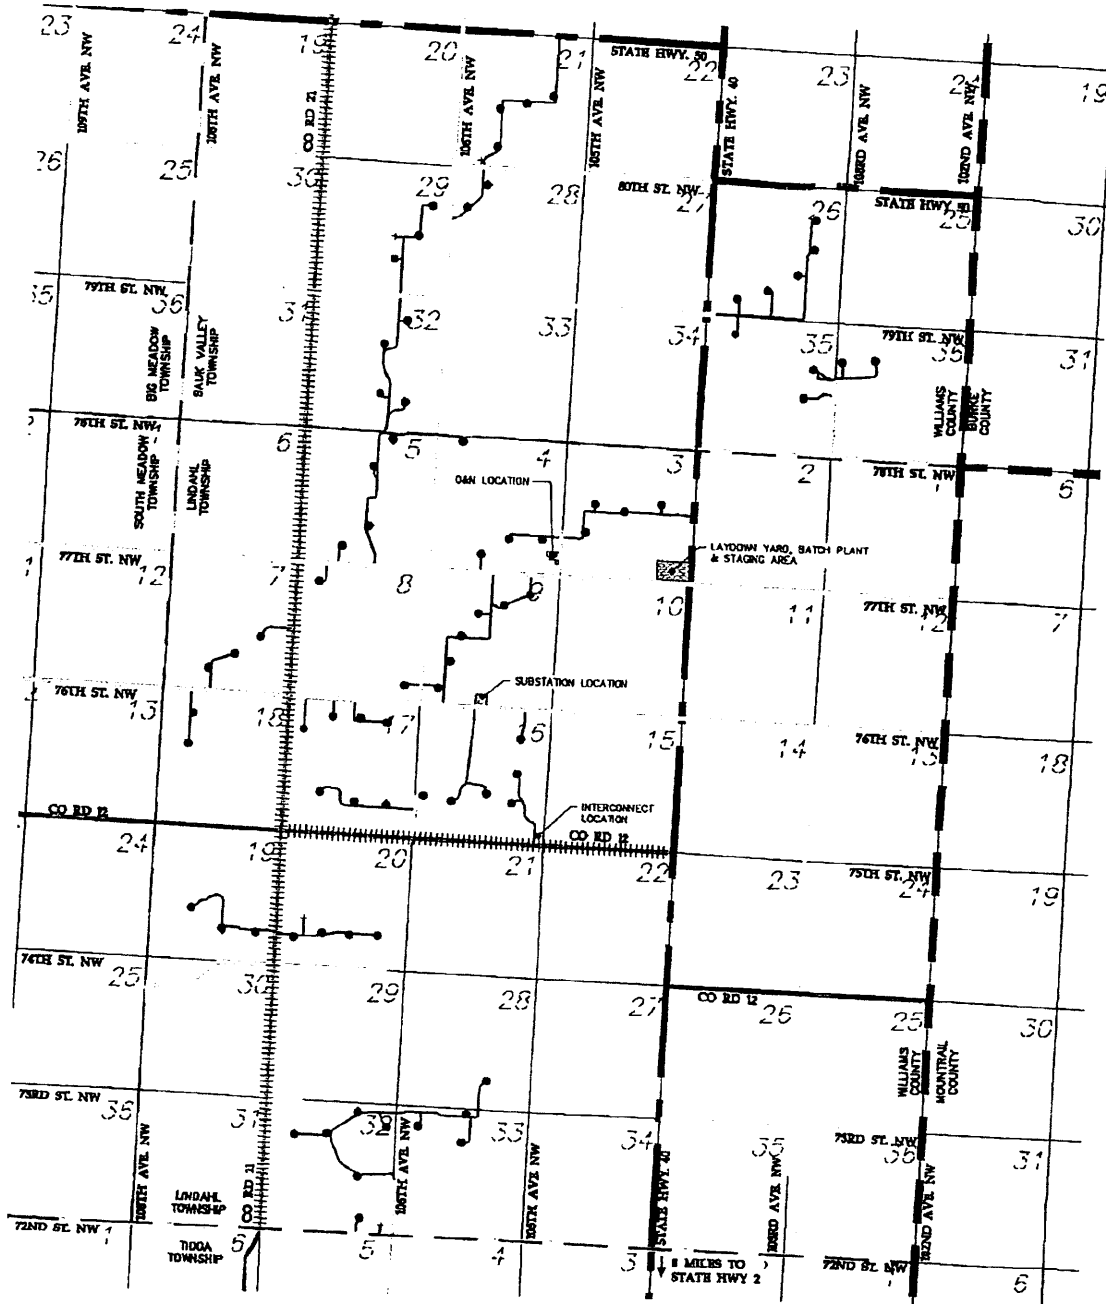 23
24
19
20
21
STATE HWY. 50
22
23
24
19
109TH AVE. NW
108TH AVE. NW
CO RD 21
106TH AVE. NW
105TH AVE. NW
STATE HWY. 40
103RD AVE. NW
102ND AVE. NW
26
25
30
29
28
80TH ST. NW
27
26
STATE HWY. 50
25
30
35
79TH ST. NW
36
31
32
33
34
35
79TH ST. NW
36
31
BIG MEADOW
TOWNSHIP
SAUK VALLEY
TOWNSHIP
WILLIAMS
COUNTY
BURKE
COUNTY
78TH ST. NW
1
6
5
4
3
2
78TH ST. NW
1
6
SOUTH MEADOW
TOWNSHIP
LINDAHL
TOWNSHIP
O&M LOCATION
LAYDOWN YARD, BATCH PLANT
& STAGING AREA
77TH ST. NW
12
7
8
9
10
11
77TH ST. NW
12
7
76TH ST. NW
13
18
17
SUBSTATION LOCATION
16
15
14
76TH ST. NW
13
18
CO RD 12
INTERCONNECT
LOCATION
CO RD 12
24
19
20
21
22
23
75TH ST. NW
24
19
74TH ST. NW
25
30
29
28
27
CO RD 12
26
25
30
WILLIAMS
COUNTY
MOUNTRAIL
COUNTY
73RD ST. NW
36
31
32
33
34
35
73RD ST. NW
36
31
108TH AVE. NW
CO RD 21
106TH AVE. NW
105TH AVE. NW
STATE HWY. 40
103RD AVE. NW
102ND AVE. NW
LINDAHL
TOWNSHIP
72ND ST. NW
1
TIOGA
TOWNSHIP
6
5
4
3
8 MILES TO
STATE HWY 2
72ND ST. NW
1
6